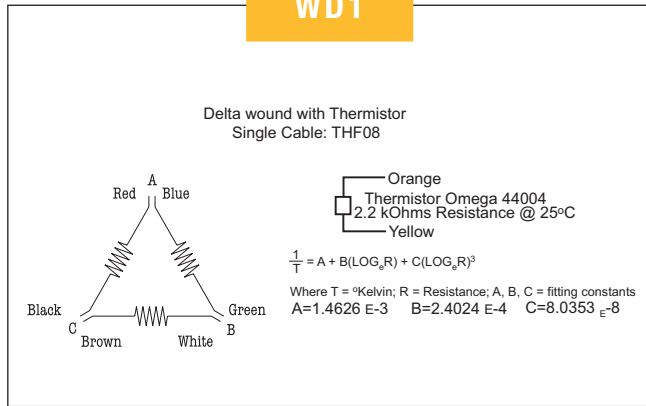 WD1
Delta wound with Thermistor
Single Cable: THF08
A
Red Blue
Black
C
Brown
Green
B
White
Orange
Thermistor Omega 44004
2.2 kOhms Resistance @ 25°C
Yellow
1/T = A + B(LOGₑR) + C(LOGₑR)³
Where T = °Kelvin; R = Resistance; A, B, C = fitting constants
A=1.4626 E-3 B=2.4024 E-4 C=8.0353 E-8